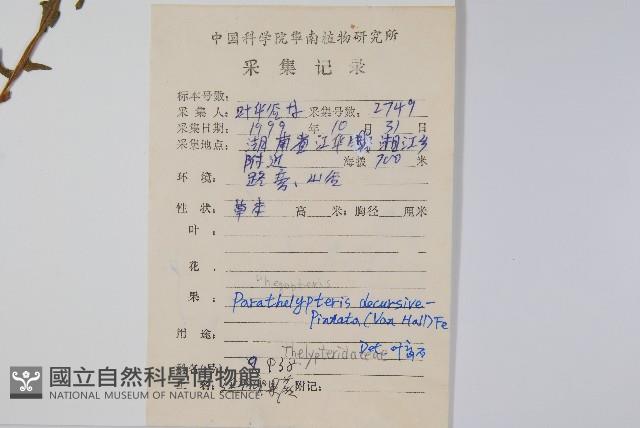 中国科学院华南植物研究所
采集记录
标本号数:
采集人: 叶华谷 采集号数: 2749
采集日期: 1999 年 10 月 31 日
采集地点: 湖南省江华县 湘江乡
附近 海拔 700 米
环境: 路旁、山谷
性状: 草本 高 米; 胸径 厘米
叶:
花
Phegopteris
果: Parathelypteris decursive-
Pinnata (Van Hall) Fe
用途: Thelypteridaceae Det.
附记:
國立自然科學博物館
NATIONAL MUSEUM OF NATURAL SCIENCE